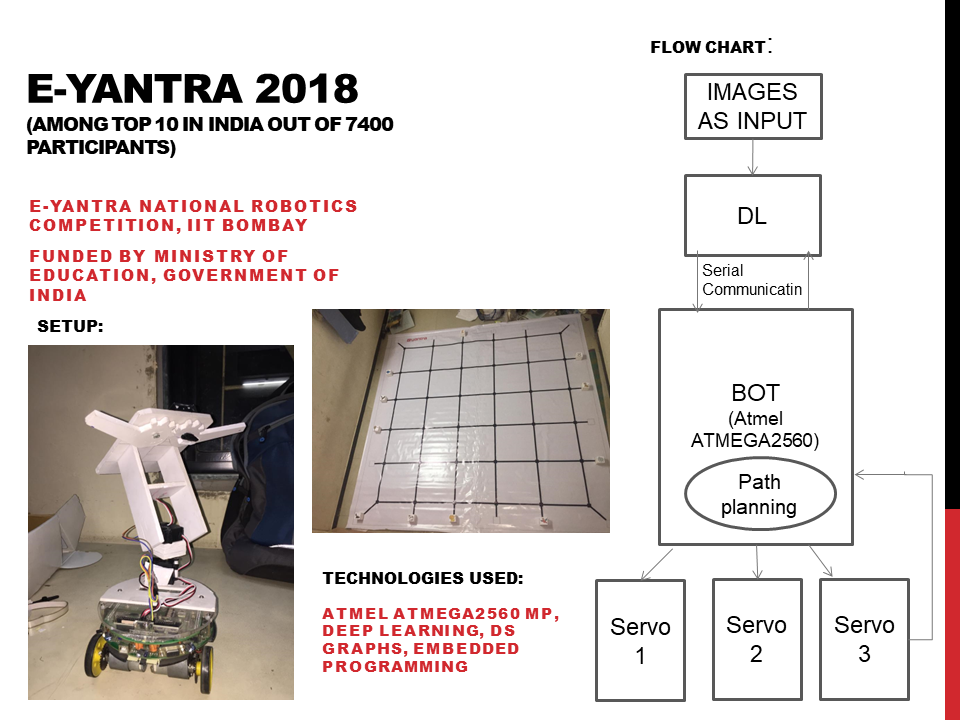 E-YANTRA 2018
(AMONG TOP 10 IN INDIA OUT OF 7400
PARTICIPANTS)
E-YANTRA NATIONAL ROBOTICS
COMPETITION, IIT BOMBAY
FUNDED BY MINISTRY OF
EDUCATION, GOVERNMENT OF
INDIA
SETUP:
TECHNOLOGIES USED:
ATMEL ATMEGA2560 MP,
DEEP LEARNING, DS
GRAPHS, EMBEDDED
PROGRAMMING
FLOW CHART:
IMAGES
AS INPUT
DL
Serial
Communicatin
BOT
(Atmel
ATMEGA2560)
Path
planning
Servo
1
Servo
2
Servo
3